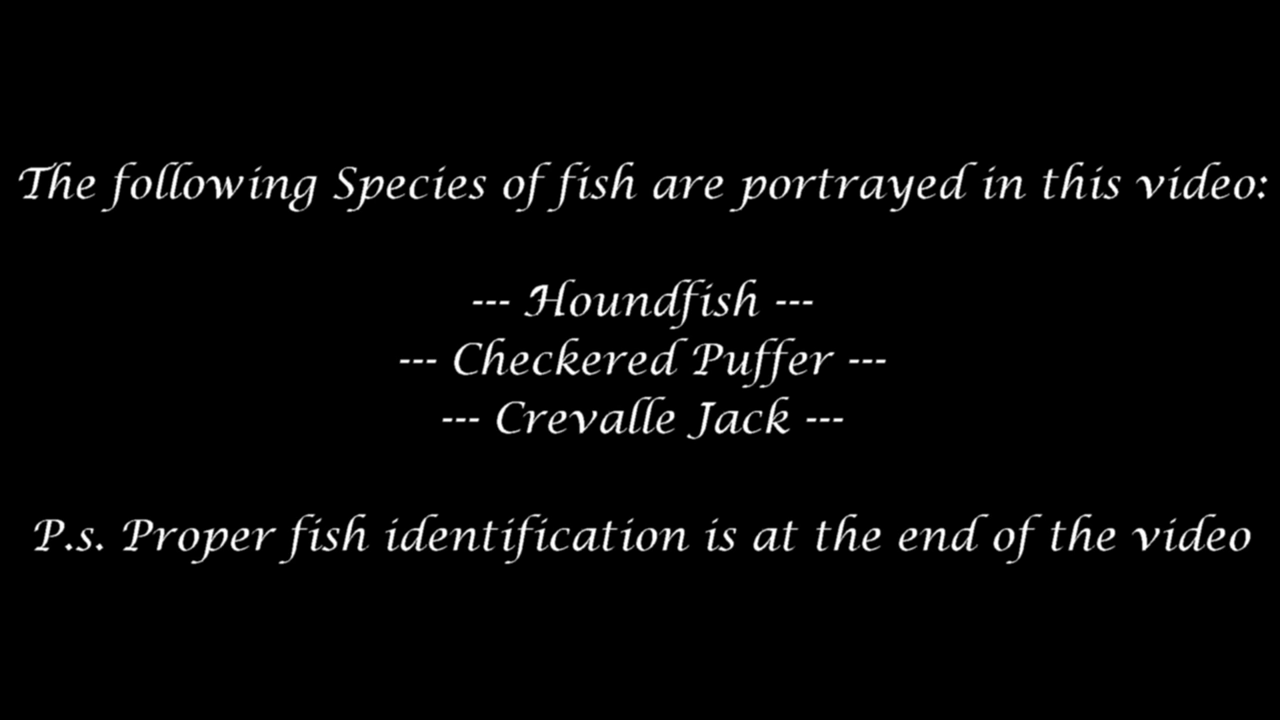 The following Species of fish are portrayed in this video:
--- Houndfish ---
--- Checkered Puffer ---
--- Crevalle Jack ---
P.s. Proper fish identification is at the end of the video